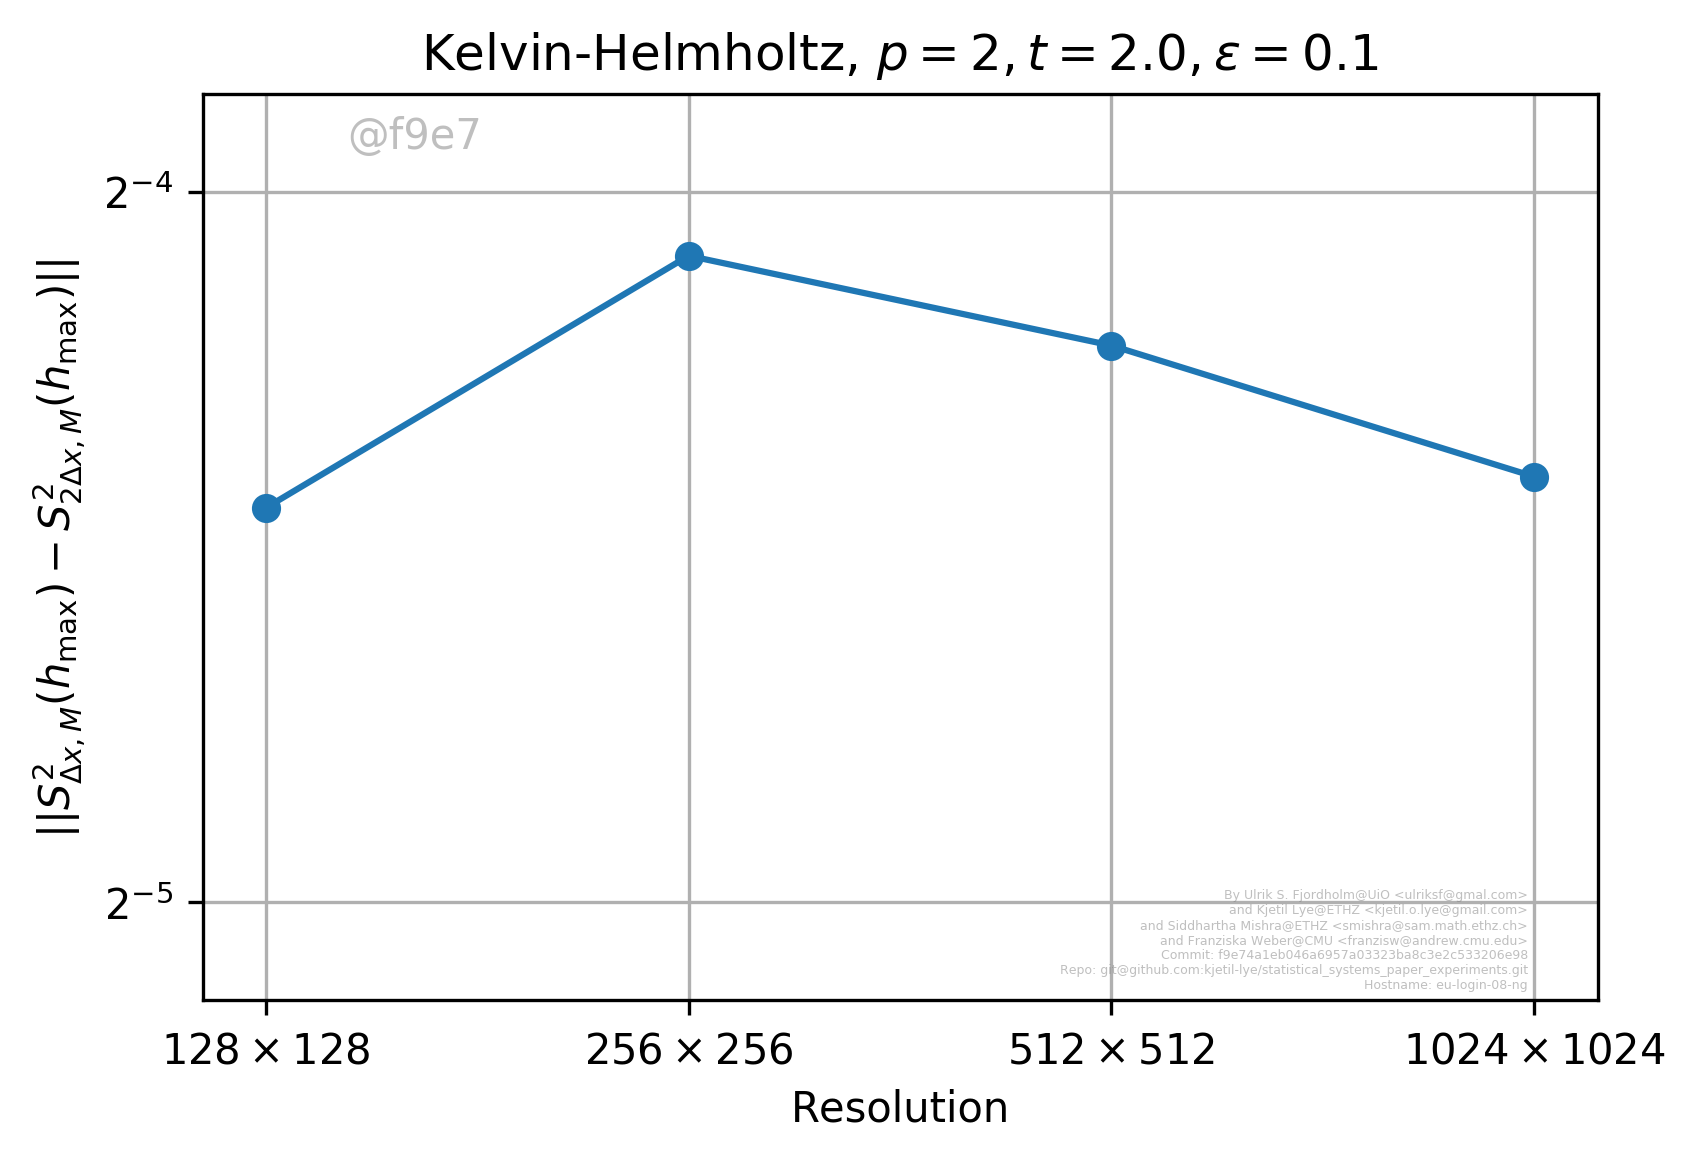 Kelvin-Helmholtz, p = 2, t = 2.0, ε = 0.1
@f9e7
2⁻⁴
||S²_{Δx, M}(h_max) − S²_{2Δx, M}(h_max)||
2⁻⁵
By Ulrik S. Fjordholm@UiO <ulriksf@gmal.com>
and Kjetil Lye@ETHZ <kjetil.o.lye@gmail.com>
and Siddhartha Mishra@ETHZ <smishra@sam.math.ethz.ch>
and Franziska Weber@CMU <franzisw@andrew.cmu.edu>
Commit: f9e74a1eb046a6957a03323ba8c3e2c533206e98
Repo: git@github.com:kjetil-lye/statistical_systems_paper_experiments.git
Hostname: eu-login-08-ng
128 × 128 256 × 256 512 × 512 1024 × 1024
Resolution